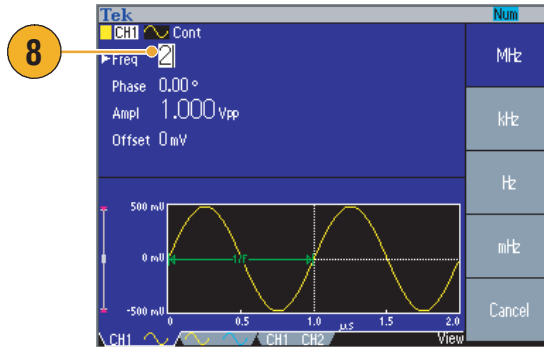 Tek Num
8
CH1 Cont
Freq 2
Phase 0.00 °
Ampl 1.000 Vpp
Offset 0 mV
MHz
kHz
Hz
mHz
Cancel
500 mV
0 mV
-500 mV
1/F
0 0.5 1.0 1.5 2.0
µs
CH1 CH1 CH2 View